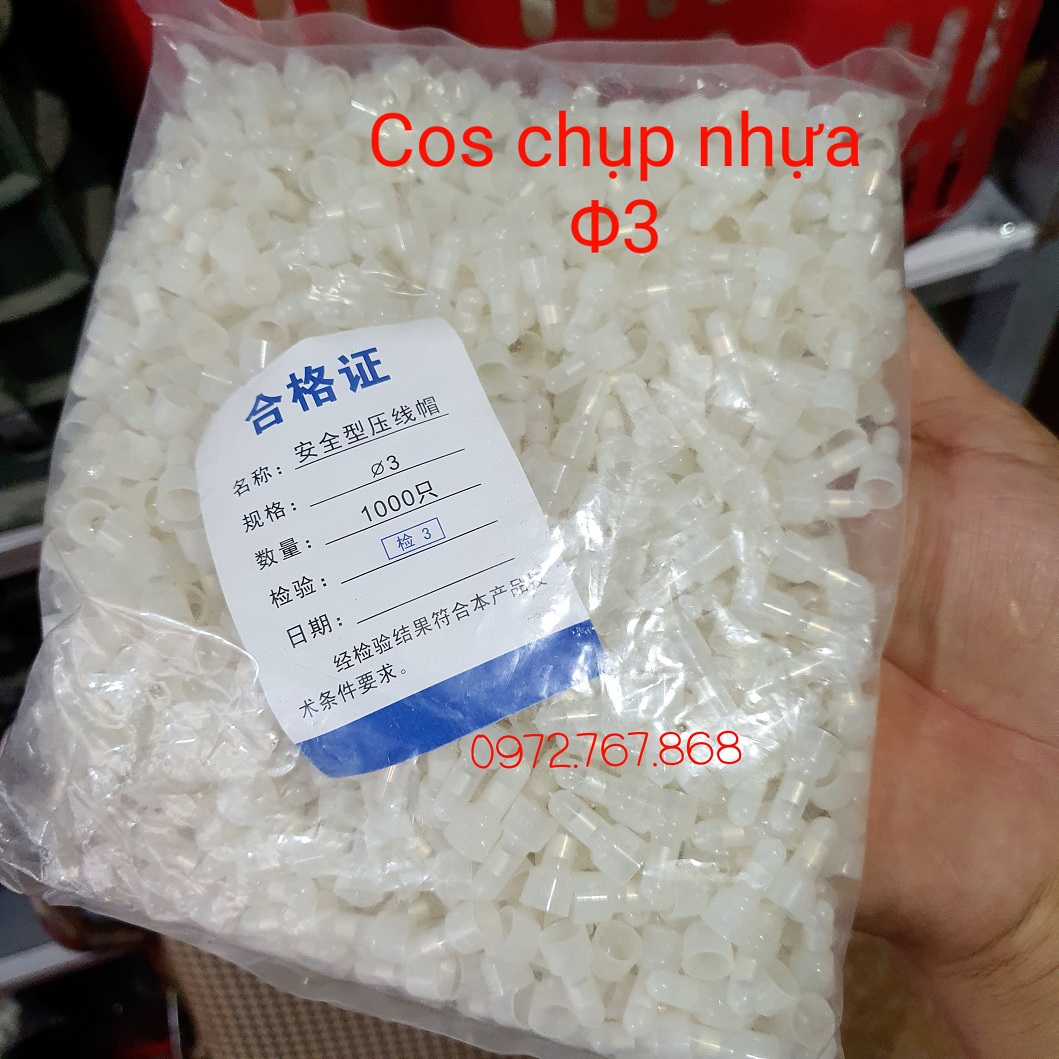 Cos chụp nhựa
Φ3
合格证
名称：安全型压线帽
规格：⌀3
数量：1000只
检验：检 3
日期：
经检验结果符合本产品技
术条件要求。
0972.767.868